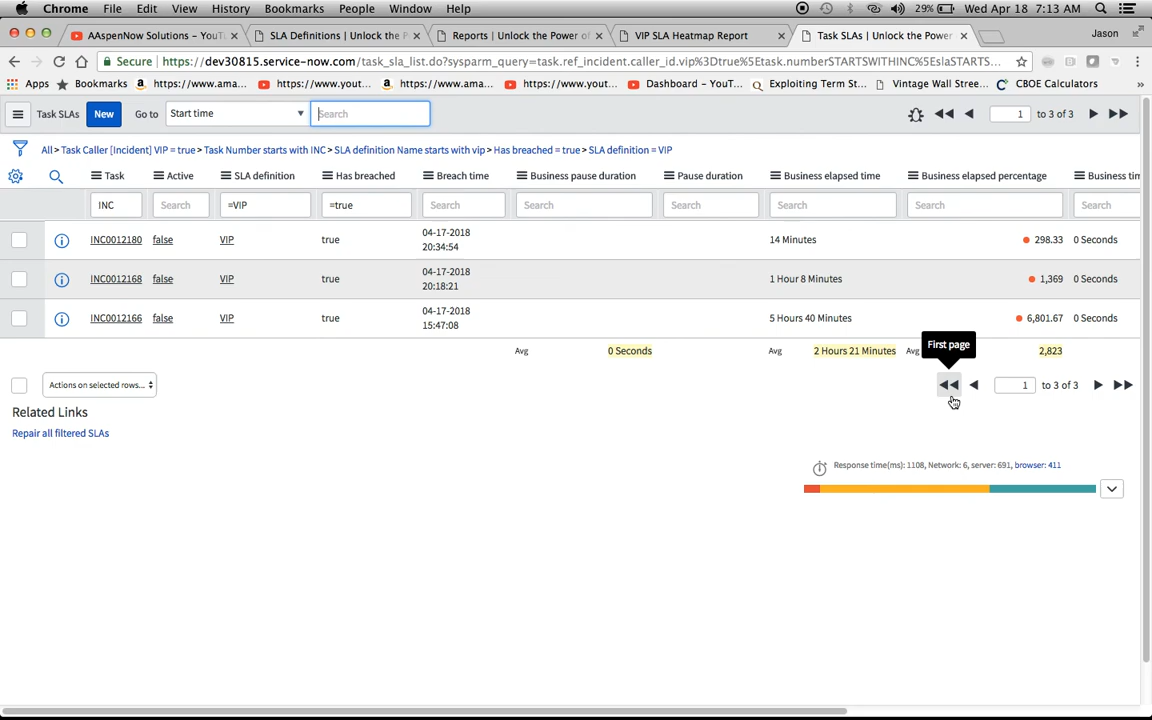 Chrome File Edit View History Bookmarks People Window Help 29% Wed Apr 18 7:13 AM
AAspenNow Solutions – YouTu SLA Definitions | Unlock the P Reports | Unlock the Power of VIP SLA Heatmap Report Task SLAs | Unlock the Power Jason
Secure https://dev30815.service-now.com/task_sla_list.do?sysparm_query=task.ref_incident.caller_id.vip%3Dtrue%5Etask.numberSTARTSWITHINC%5EslaSTARTS...
Apps Bookmarks https://www.ama... https://www.yout... https://www.ama... https://www.yout... Dashboard – YouT... Exploiting Term St... Vintage Wall Stree... CBOE Calculators »
Task SLAs New Go to Start time Search 1 to 3 of 3
All > Task Caller [Incident] VIP = true > Task Number starts with INC > SLA definition Name starts with vip > Has breached = true > SLA definition = VIP
Task Active SLA definition Has breached Breach time Business pause duration Pause duration Business elapsed time Business elapsed percentage Business tim
INC Search =VIP =true Search Search Search Search Search Search
INC0012180 false VIP true 04-17-2018 14 Minutes 298.33 0 Seconds
20:34:54
INC0012168 false VIP true 04-17-2018 1 Hour 8 Minutes 1,369 0 Seconds
20:18:21
INC0012166 false VIP true 04-17-2018 5 Hours 40 Minutes 6,801.67 0 Seconds
15:47:08
First page
Avg 0 Seconds Avg 2 Hours 21 Minutes Avg 2,823
Actions on selected rows... 1 to 3 of 3
Related Links
Repair all filtered SLAs
Response time(ms): 1108, Network: 6, server: 691, browser: 411